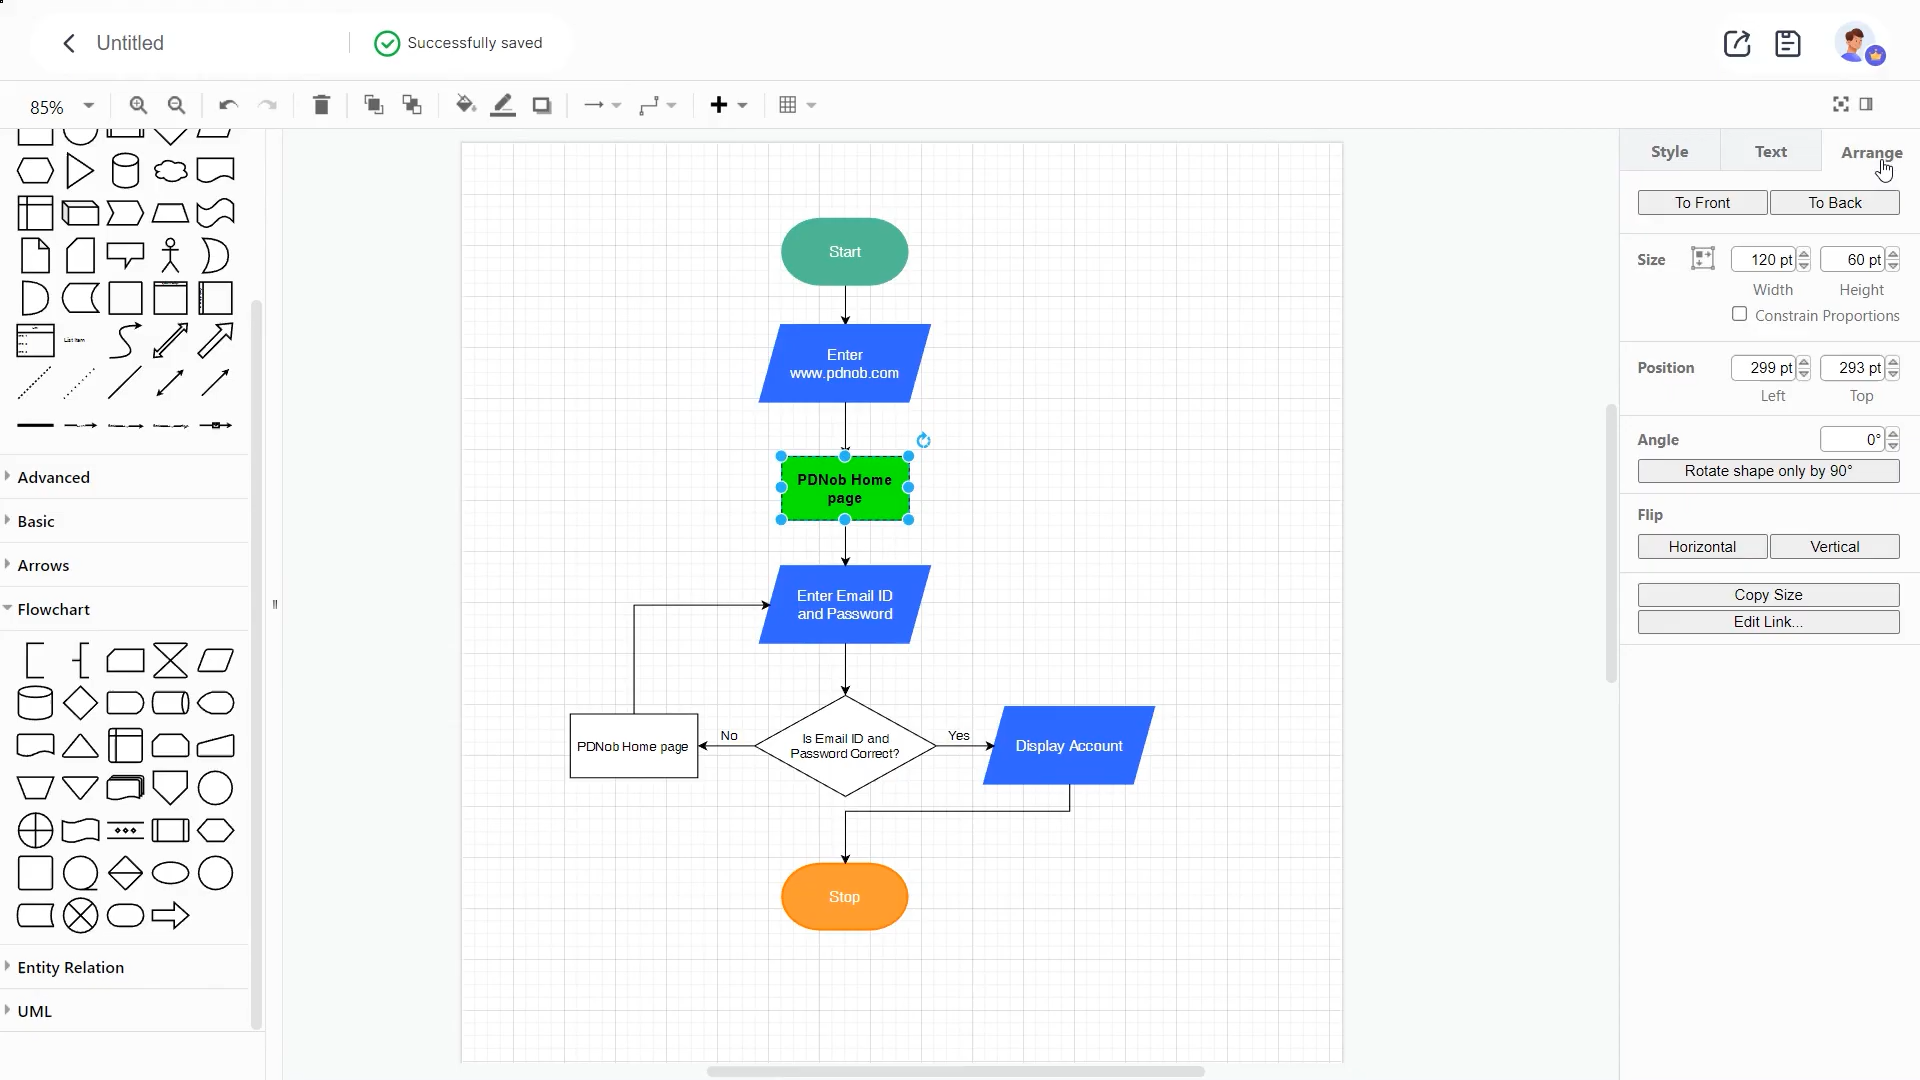 Untitled
Successfully saved
85%
Style
Text
Arrange
To Front
To Back
Size
120 pt
60 pt
Width
Height
Constrain Proportions
Position
299 pt
293 pt
Left
Top
Angle
0°
Rotate shape only by 90°
Flip
Horizontal
Vertical
Copy Size
Edit Link...
List Item
Advanced
Basic
Arrows
Flowchart
Entity Relation
UML
Start
Enter
www.pdnob.com
PDNob Home
page
Enter Email ID
and Password
PDNob Home page
No
Is Email ID and
Password Correct?
Yes
Display Account
Stop